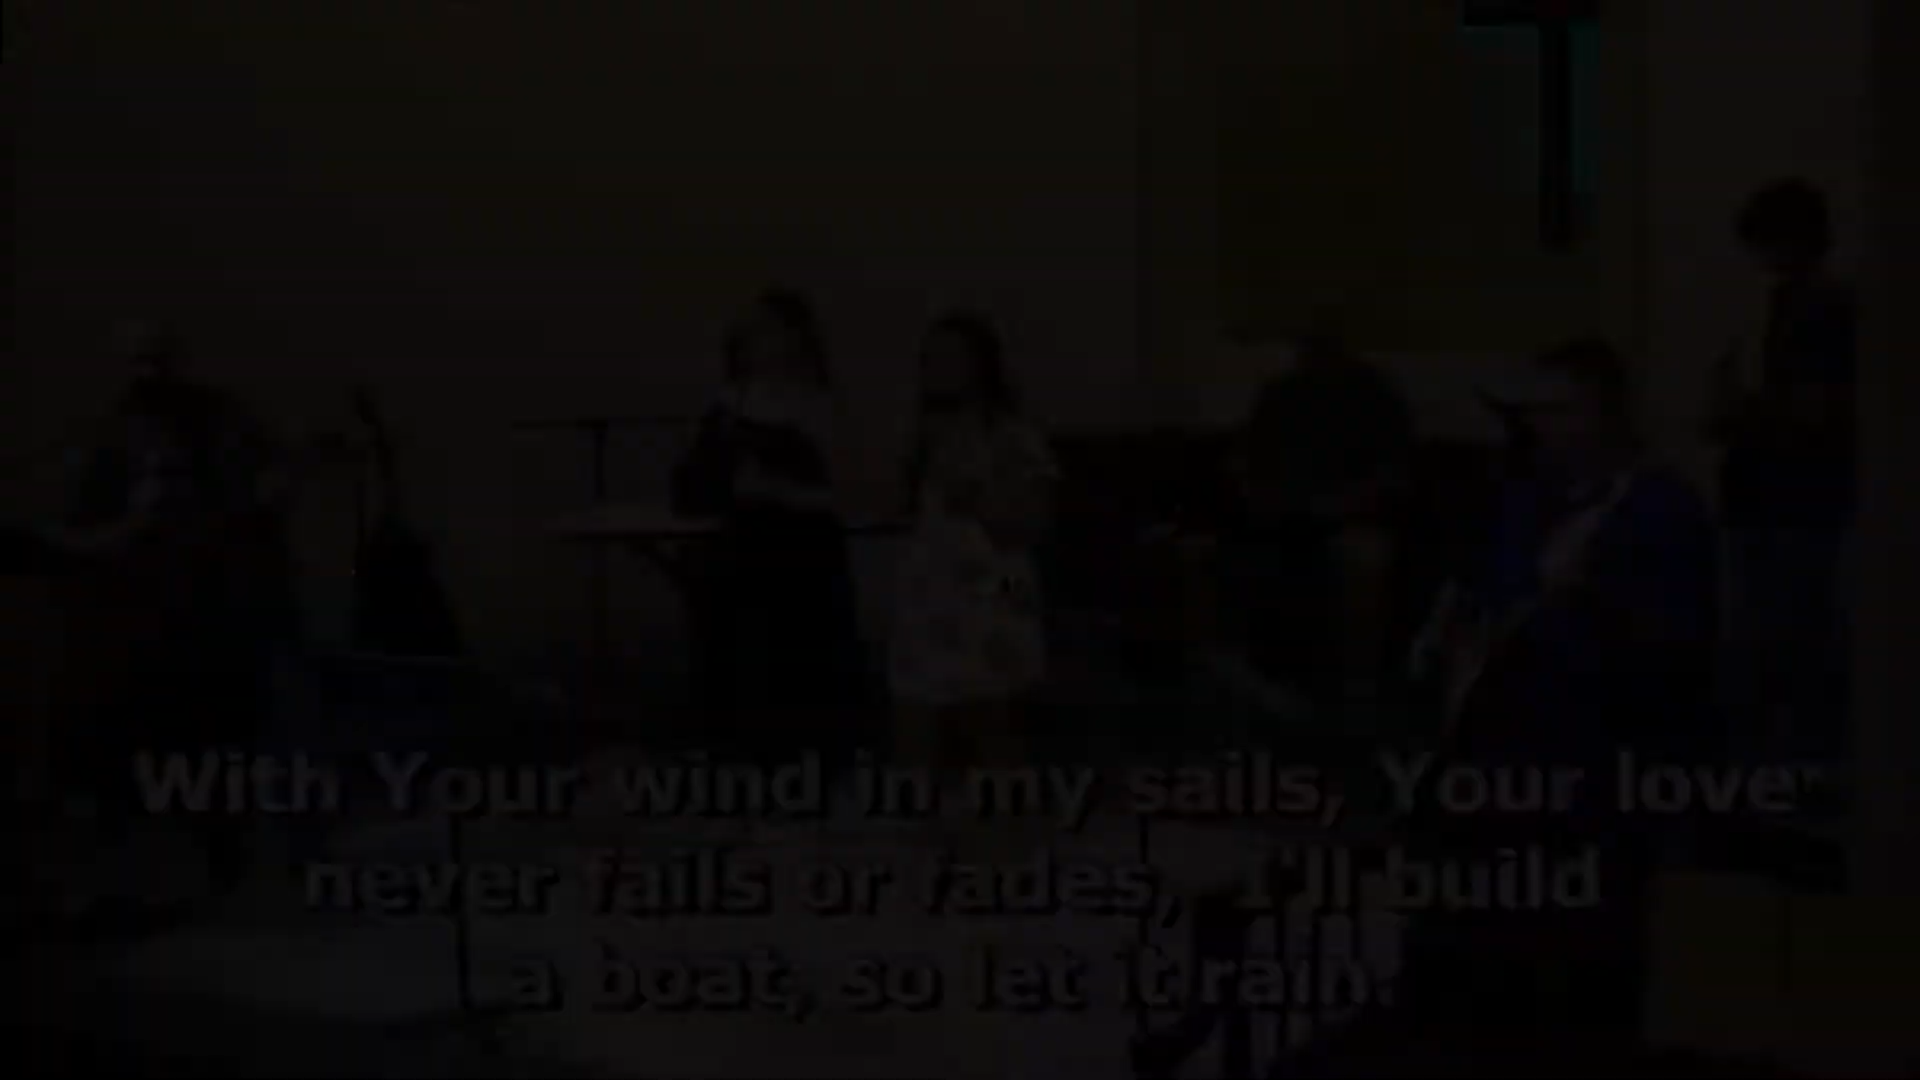 With Your wind in my sails, Your love
never fails or fades, I'll build
a boat, so let it rain.